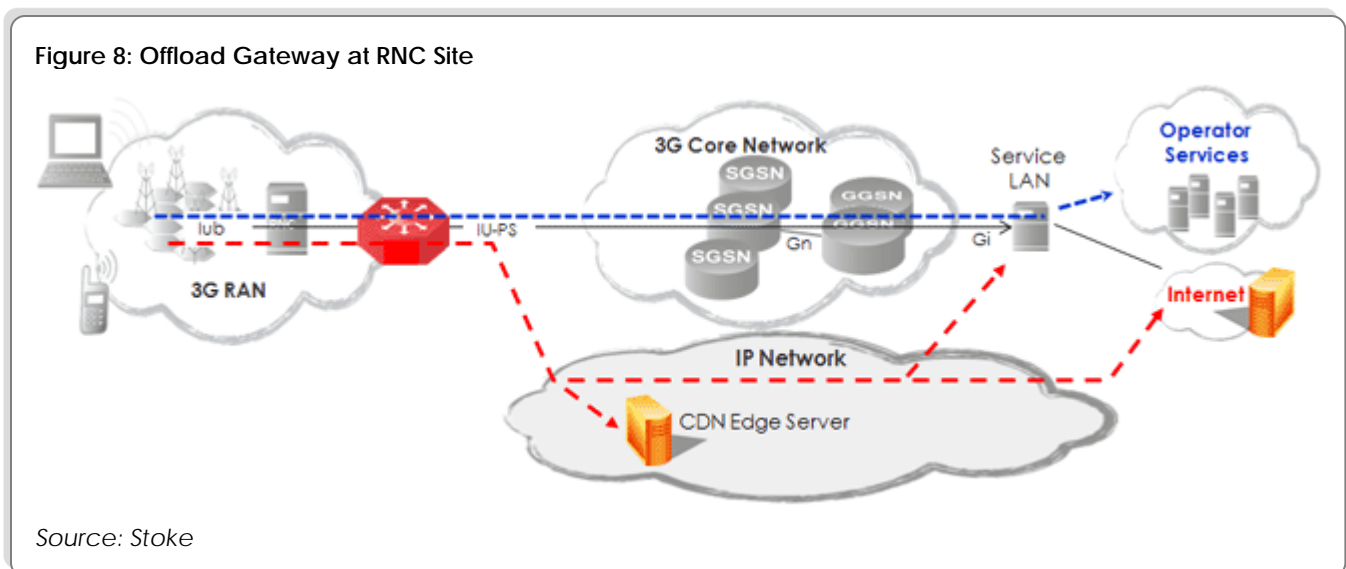 Figure 8: Offload Gateway at RNC Site
3G Core Network
Operator
Services
Service
LAN
SGSN
SGSN
SGSN
GGSN
GGSN
Iub
IU-PS
Gn
Gi
3G RAN
Internet
IP Network
CDN Edge Server
Source: Stoke